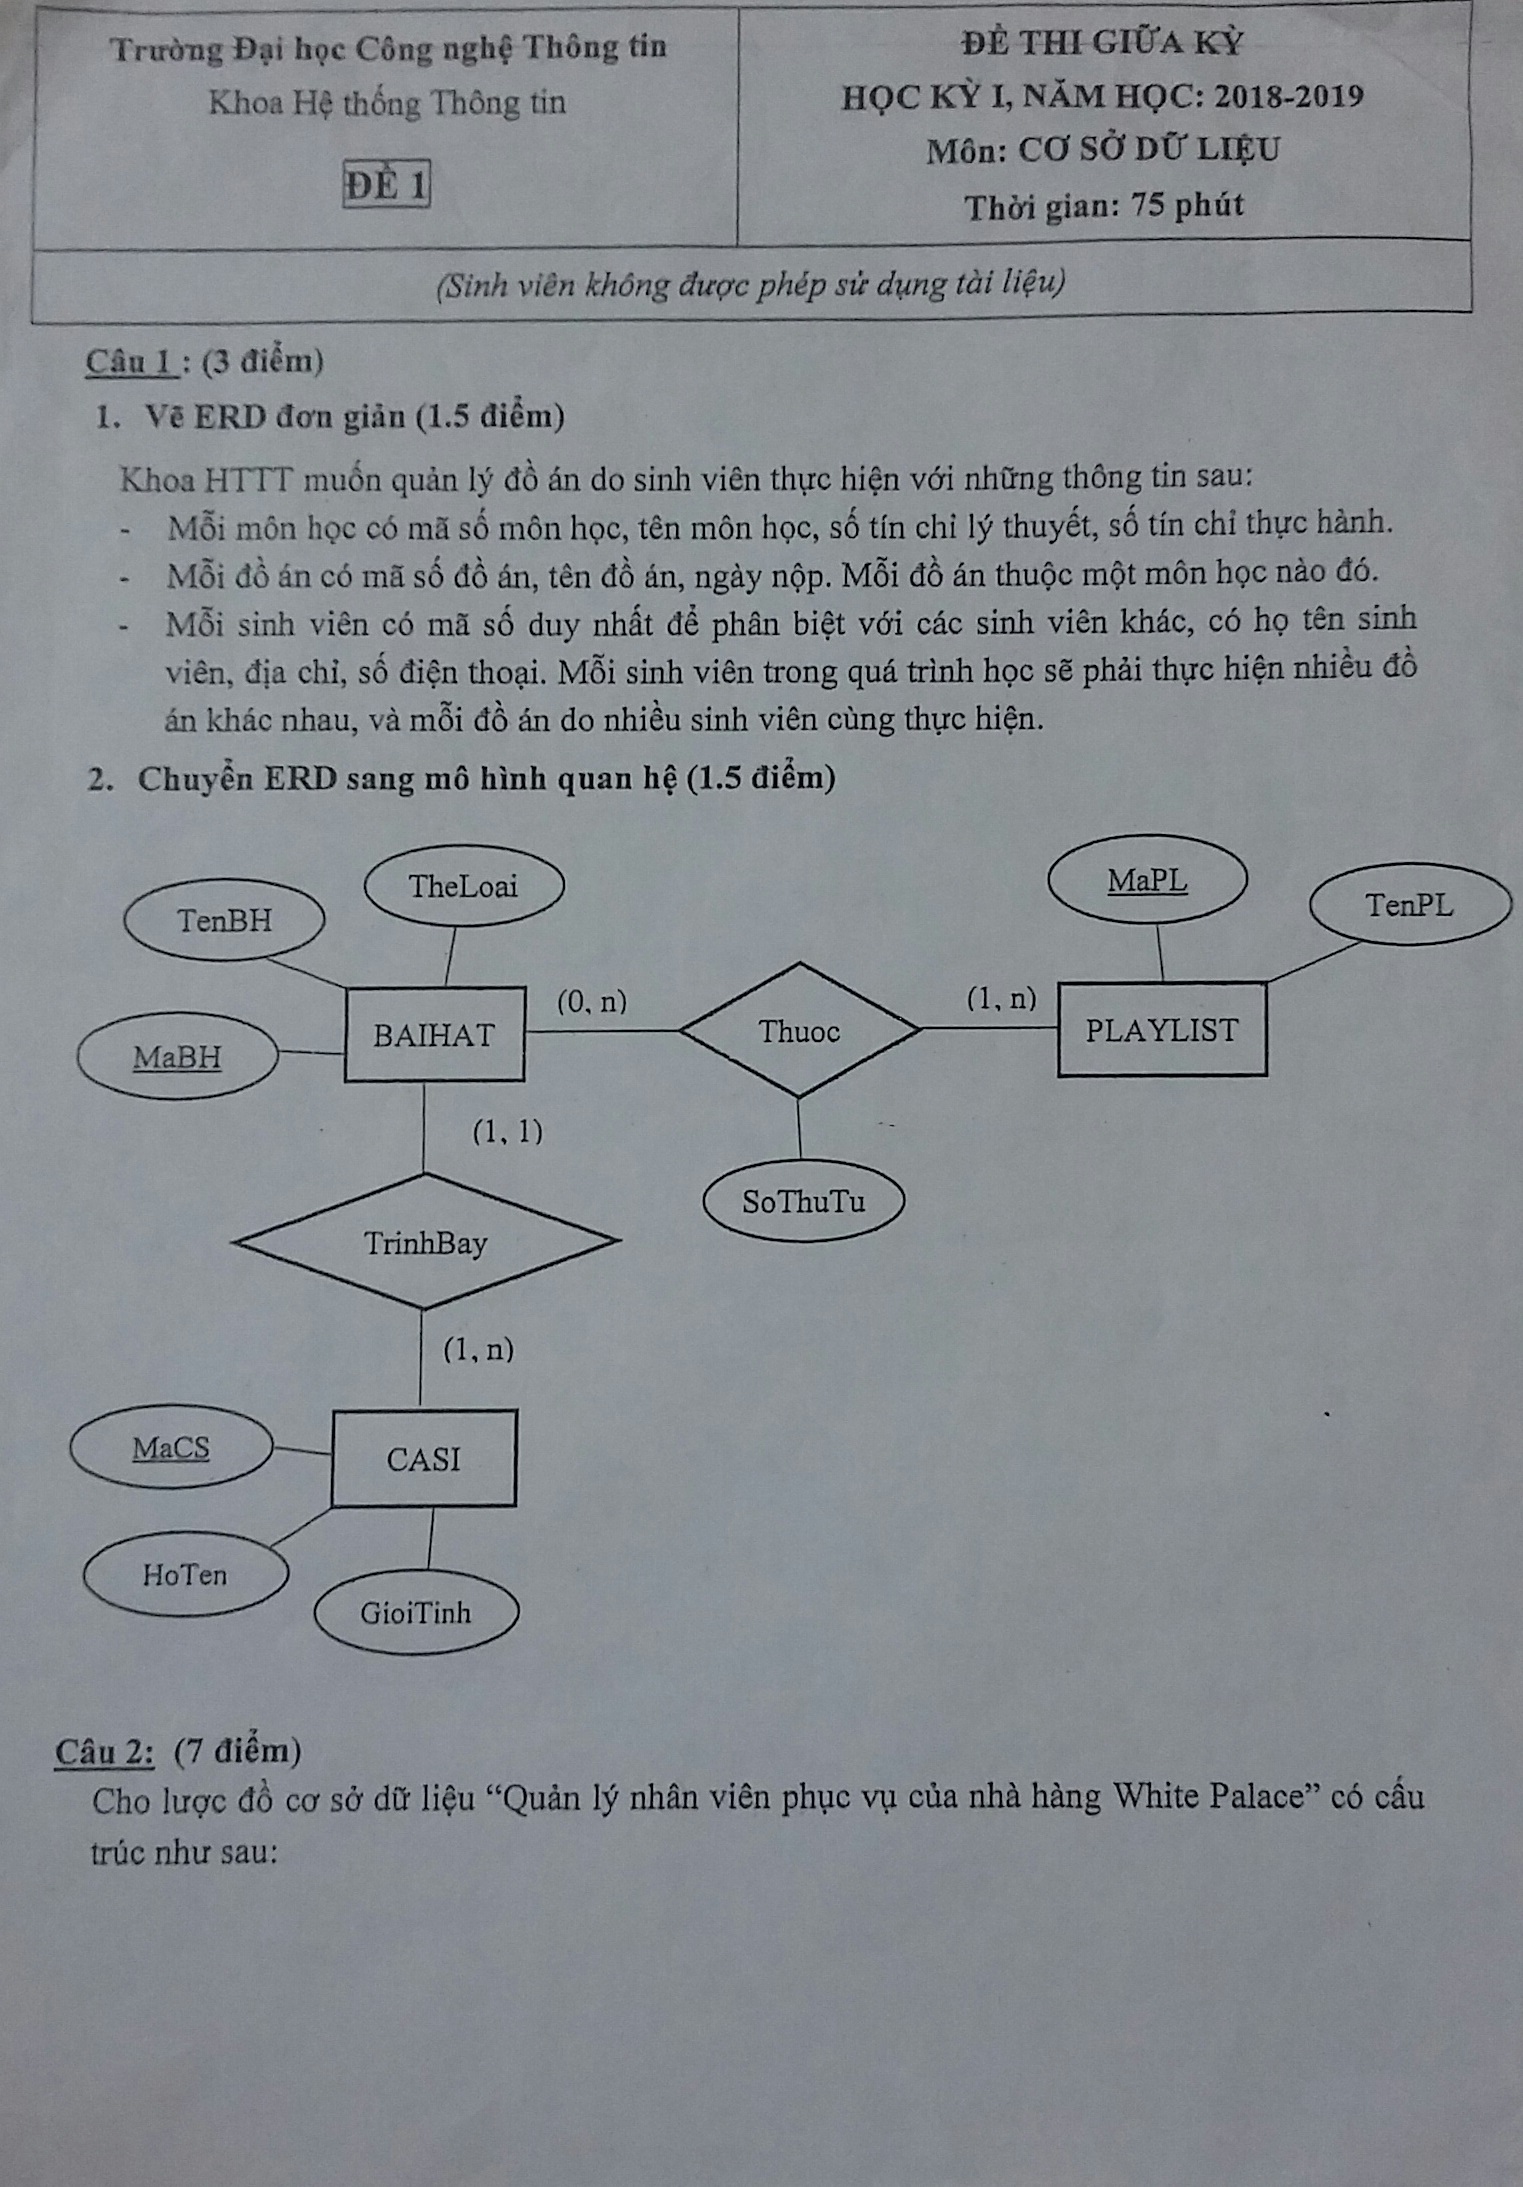 Trường Đại học Công nghệ Thông tin
Khoa Hệ thống Thông tin
ĐỀ 1
ĐỀ THI GIỮA KỲ
HỌC KỲ I, NĂM HỌC: 2018-2019
Môn: CƠ SỞ DỮ LIỆU
Thời gian: 75 phút
(Sinh viên không được phép sử dụng tài liệu)
Câu 1 : (3 điểm)
1. Vẽ ERD đơn giản (1.5 điểm)
Khoa HTTT muốn quản lý đồ án do sinh viên thực hiện với những thông tin sau:
- Mỗi môn học có mã số môn học, tên môn học, số tín chỉ lý thuyết, số tín chỉ thực hành.
- Mỗi đồ án có mã số đồ án, tên đồ án, ngày nộp. Mỗi đồ án thuộc một môn học nào đó.
- Mỗi sinh viên có mã số duy nhất để phân biệt với các sinh viên khác, có họ tên sinh
viên, địa chỉ, số điện thoại. Mỗi sinh viên trong quá trình học sẽ phải thực hiện nhiều đồ
án khác nhau, và mỗi đồ án do nhiều sinh viên cùng thực hiện.
2. Chuyển ERD sang mô hình quan hệ (1.5 điểm)
TheLoai
MaPL
TenBH
TenPL
(0, n)
(1, n)
BAIHAT
Thuoc
PLAYLIST
MaBH
(1, 1)
SoThuTu
TrinhBay
(1, n)
MaCS
CASI
HoTen
GioiTinh
Câu 2: (7 điểm)
Cho lược đồ cơ sở dữ liệu “Quản lý nhân viên phục vụ của nhà hàng White Palace” có cấu
trúc như sau: